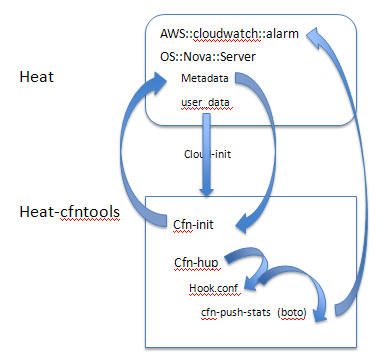 AWS::cloudwatch::alarm
OS::Nova::Server
Heat
Metadata
user_data
Cloud-init
Heat-cfntools
Cfn-init
Cfn-hup
Hook.conf
cfn-push-stats (boto)